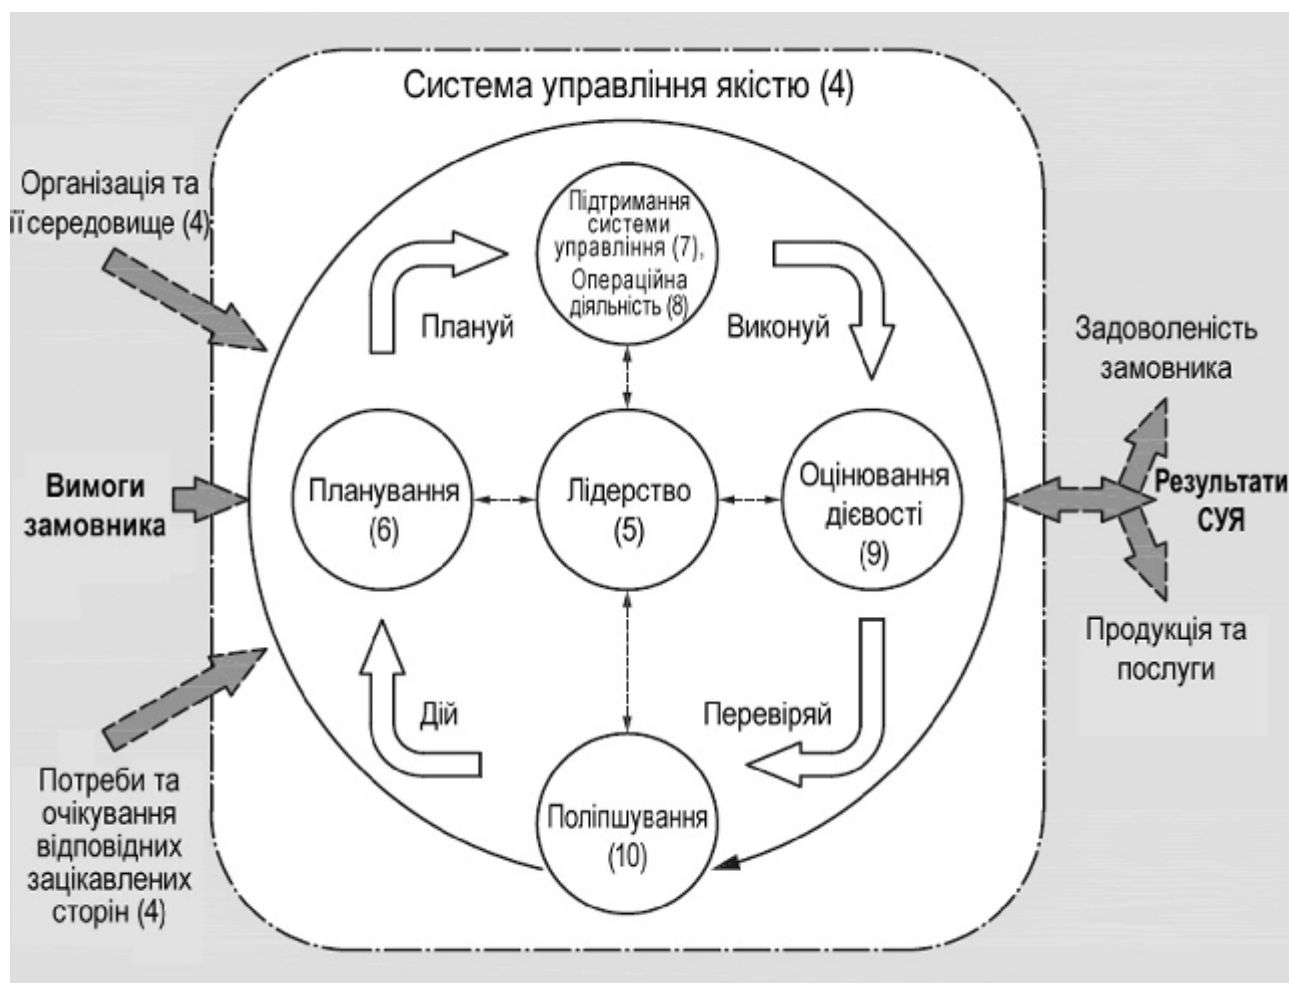 Система управління якістю (4)
Організація та
її середовище (4)
Вимоги
замовника
Потреби та
очікування
відповідних
зацікавлених
сторін (4)
Підтримання
системи
управління (7),
Операційна
діяльність (8)
Плануй
Виконуй
Планування
(6)
Лідерство
(5)
Оцінювання
дієвості
(9)
Дій
Перевіряй
Поліпшування
(10)
Задоволеність
замовника
Результати
СУЯ
Продукція та
послуги